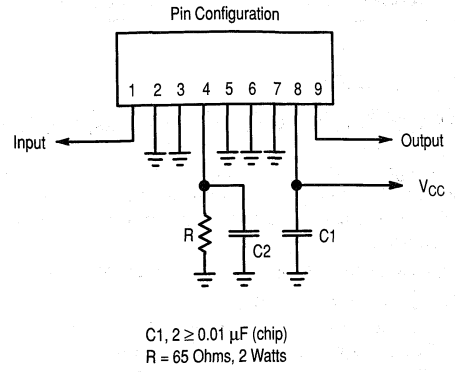 Pin Configuration
1 2 3 4 5 6 7 8 9
Input
Output
VCC
R
C2
C1
C1, 2 ≥ 0.01 μF (chip)
R = 65 Ohms, 2 Watts